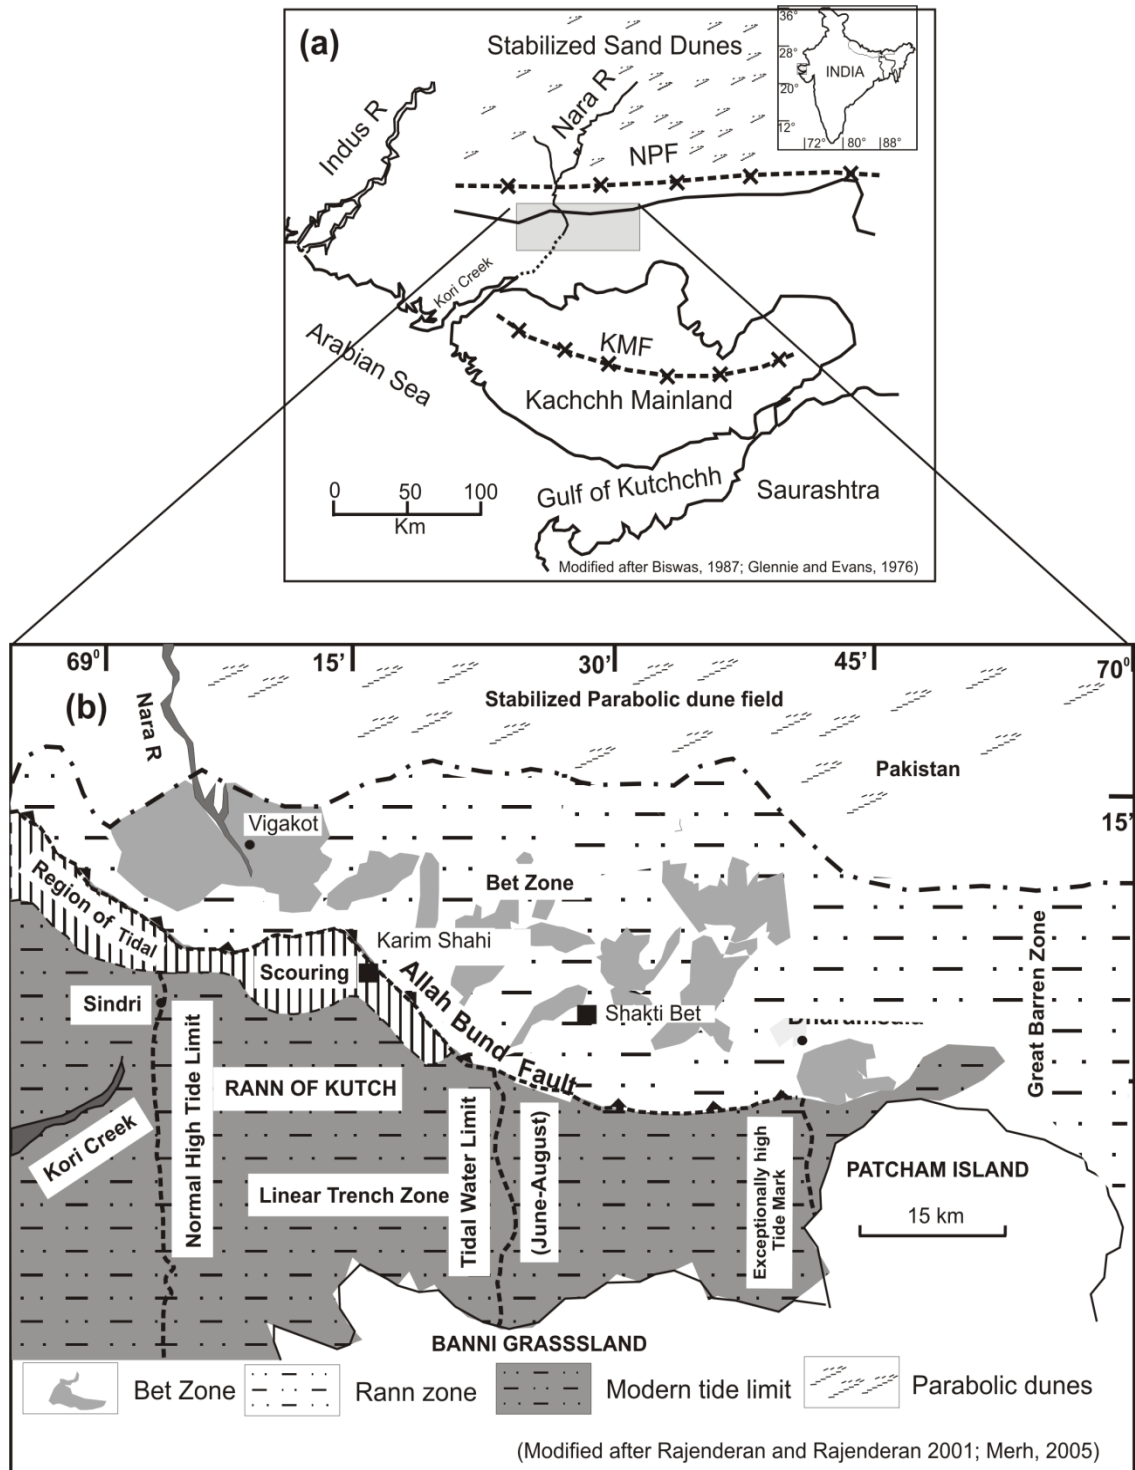 (a)
Stabilized Sand Dunes
36°
28°
20°
12°
INDIA
72° 80° 88°
Indus R
Nara R
NPF
Kori Creek
Arabian Sea
KMF
Kachchh Mainland
0 50 100
Km
Gulf of Kutchchh
Saurashtra
Modified after Biswas, 1987; Glennie and Evans, 1976)
69⁰ 15' 30' 45' 70⁰
(b)
Nara R
Stabilized Parabolic dune field
Pakistan
15'
Vigakot
Bet Zone
Region of Tidal
Scouring
Karim Shahi
Allah Bund Fault
Shakti Bet
Great Barren Zone
Sindri
Normal High Tide Limit
RANN OF KUTCH
Kori Creek
Linear Trench Zone
Tidal Water Limit
(June-August)
Exceptionally high
Tide Mark
PATCHAM ISLAND
15 km
BANNI GRASSSLAND
Bet Zone
Rann zone
Modern tide limit
Parabolic dunes
(Modified after Rajenderan and Rajenderan 2001; Merh, 2005)